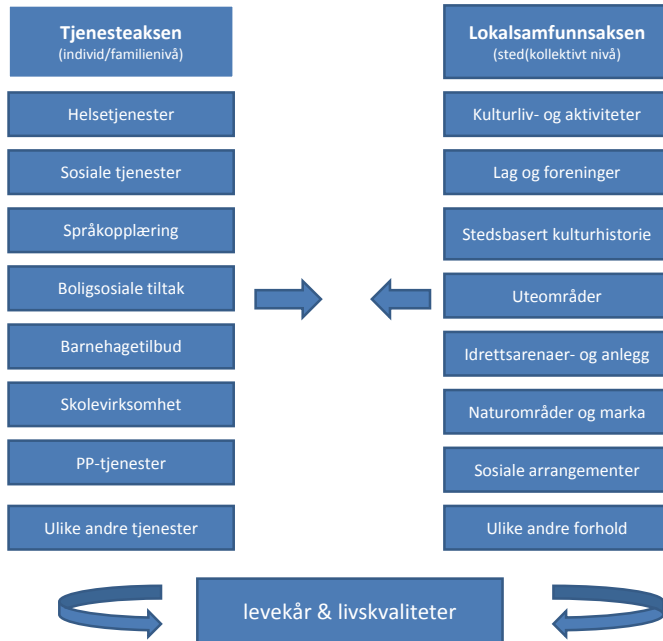 Tjenesteaksen
(individ/familienivå)
Helsetjenester
Sosiale tjenester
Språkopplæring
Boligsosiale tiltak
Barnehagetilbud
Skolevirksomhet
PP-tjenester
Ulike andre tjenester
Lokalsamfunnsaksen
(sted(kollektivt nivå)
Kulturliv- og aktiviteter
Lag og foreninger
Stedsbasert kulturhistorie
Uteområder
Idrettsarenaer- og anlegg
Naturområder og marka
Sosiale arrangementer
Ulike andre forhold
levekår & livskvaliteter